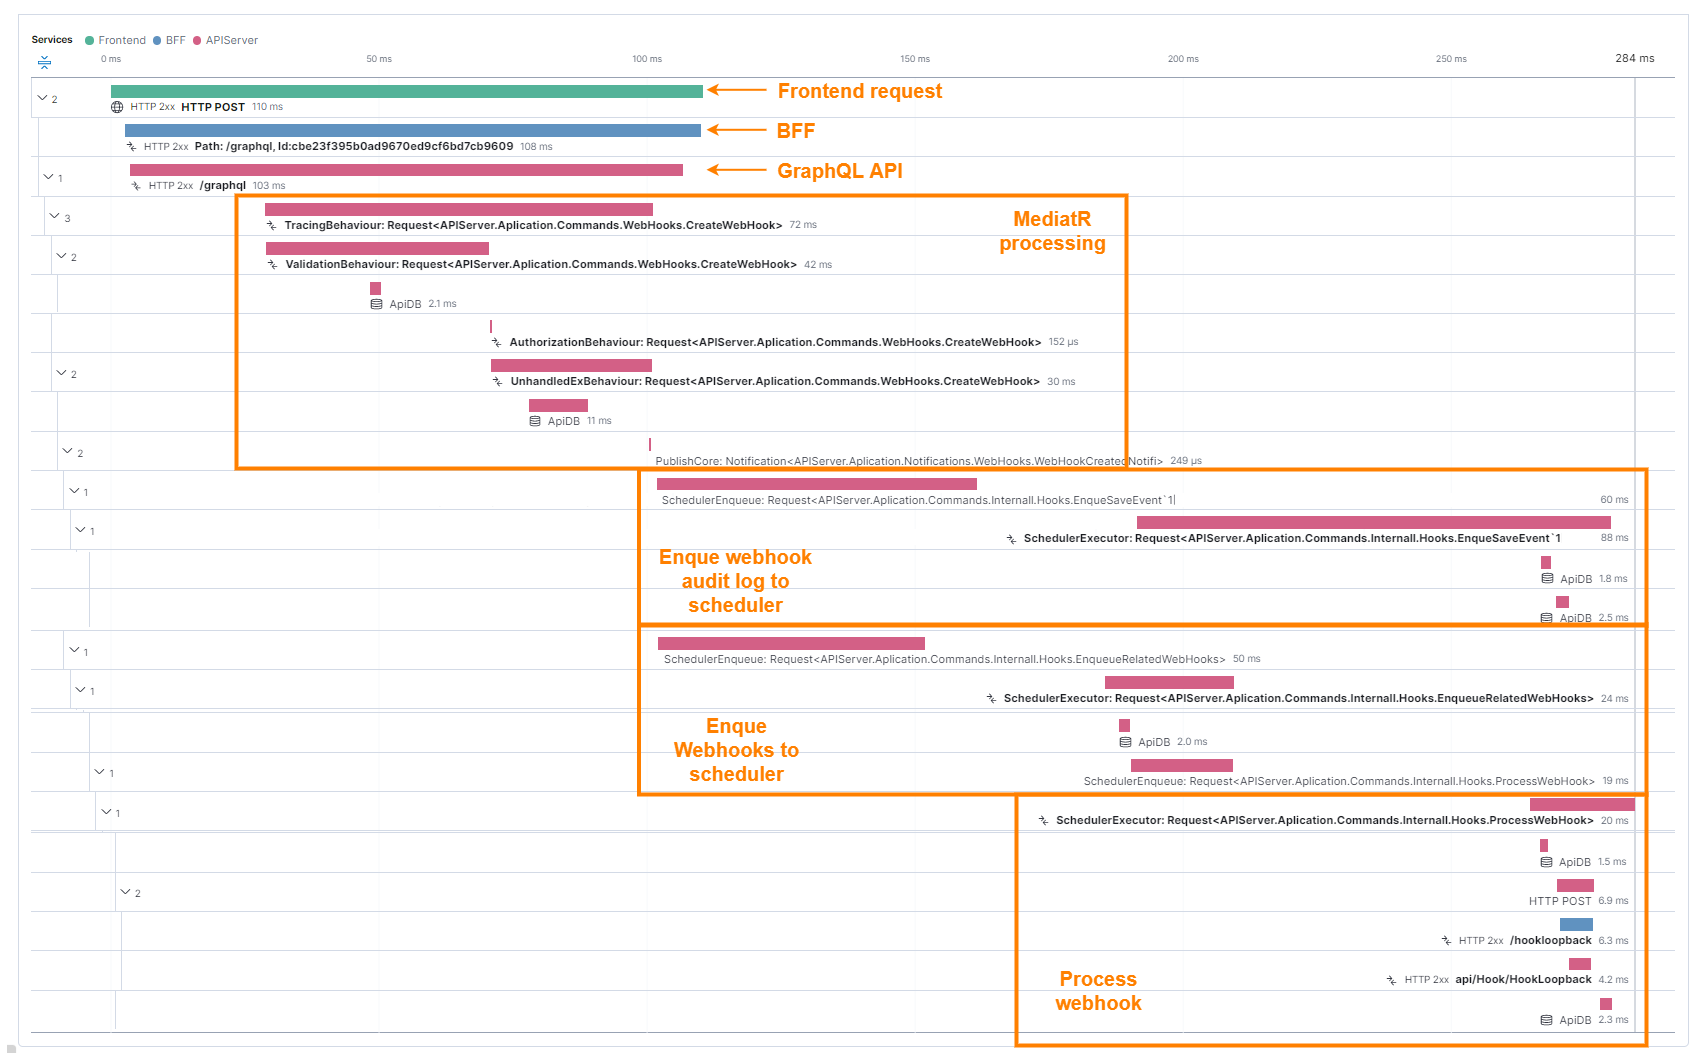 Services Frontend BFF APIServer
0 ms 50 ms 100 ms 150 ms 200 ms 250 ms 284 ms
2
Frontend request
HTTP 2xx HTTP POST 110 ms
BFF
HTTP 2xx Path: /graphql, Id:cbe23f395b0ad9670ed9cf6bd7cb9609 108 ms
1
GraphQL API
HTTP 2xx /graphql 103 ms
3
MediatR
processing
TracingBehaviour: Request<APIServer.Aplication.Commands.WebHooks.CreateWebHook> 72 ms
2
ValidationBehaviour: Request<APIServer.Aplication.Commands.WebHooks.CreateWebHook> 42 ms
ApiDB 2.1 ms
AuthorizationBehaviour: Request<APIServer.Aplication.Commands.WebHooks.CreateWebHook> 152 μs
2
UnhandledExBehaviour: Request<APIServer.Aplication.Commands.WebHooks.CreateWebHook> 30 ms
ApiDB 11 ms
2
PublishCore: Notification<APIServer.Aplication.Notifications.WebHooks.WebHookCreatedNotifi> 249 μs
1
SchedulerEnqueue: Request<APIServer.Aplication.Commands.Internall.Hooks.EnqueSaveEvent`1| 60 ms
1
SchedulerExecutor: Request<APIServer.Aplication.Commands.Internall.Hooks.EnqueSaveEvent`1 88 ms
Enque webhook
audit log to
scheduler
ApiDB 1.8 ms
ApiDB 2.5 ms
1
SchedulerEnqueue: Request<APIServer.Aplication.Commands.Internall.Hooks.EnqueueRelatedWebHooks> 50 ms
1
SchedulerExecutor: Request<APIServer.Aplication.Commands.Internall.Hooks.EnqueueRelatedWebHooks> 24 ms
Enque
Webhooks to
scheduler
ApiDB 2.0 ms
1
SchedulerEnqueue: Request<APIServer.Aplication.Commands.Internall.Hooks.ProcessWebHook> 19 ms
1
SchedulerExecutor: Request<APIServer.Aplication.Commands.Internall.Hooks.ProcessWebHook> 20 ms
ApiDB 1.5 ms
2
HTTP POST 6.9 ms
HTTP 2xx /hookloopback 6.3 ms
HTTP 2xx api/Hook/HookLoopback 4.2 ms
Process
webhook
ApiDB 2.3 ms